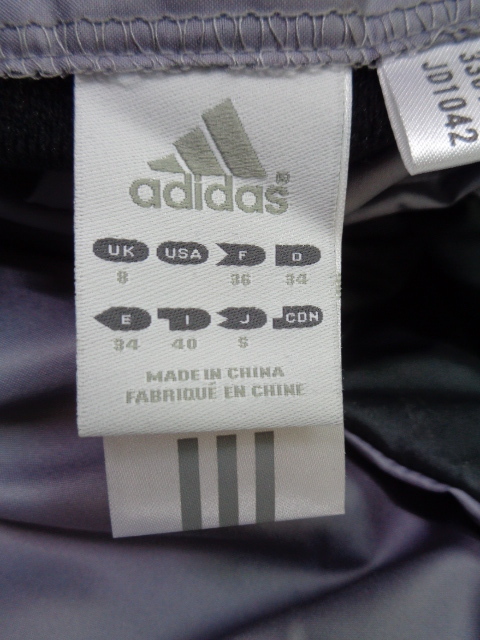 adidas®
UK USA F D
8 36 34
E I J CDN
34 40 S
MADE IN CHINA
FABRIQUÉ EN CHINE
JD1042